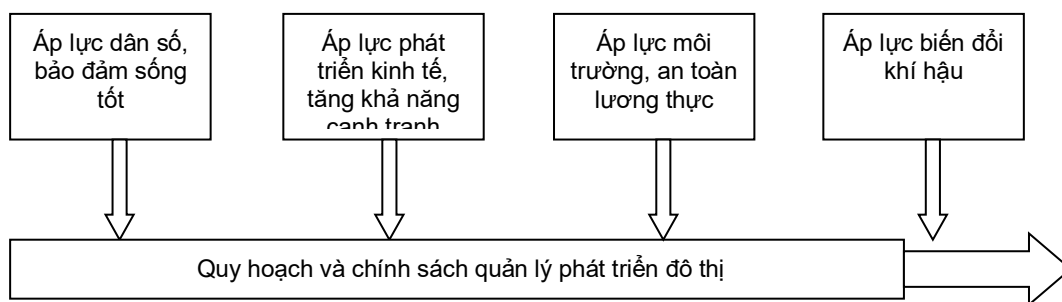 Áp lực dân số,
bảo đảm sống
tốt
Áp lực phát
triển kinh tế,
tăng khả năng
cạnh tranh
Áp lực môi
trường, an toàn
lương thực
Áp lực biến đổi
khí hậu
Quy hoạch và chính sách quản lý phát triển đô thị